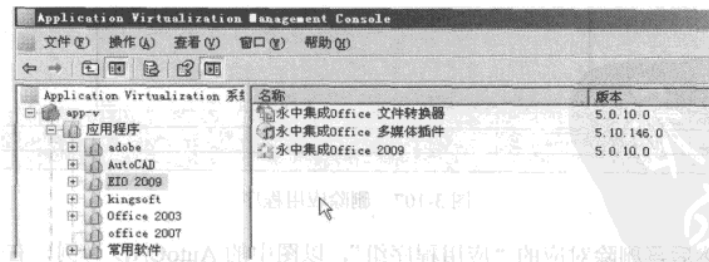 Application Virtualization Management Console
文件(F) 操作(A) 查看(V) 窗口(W) 帮助(H)
Application Virtualization 系统
名称 版本
app-v
永中集成Office 文件转换器 5.0.10.0
应用程序
永中集成Office 多媒体插件 5.10.146.0
adobe
永中集成Office 2009 5.0.10.0
AutoCAD
EIO 2009
kingsoft
Office 2003
office 2007
常用软件